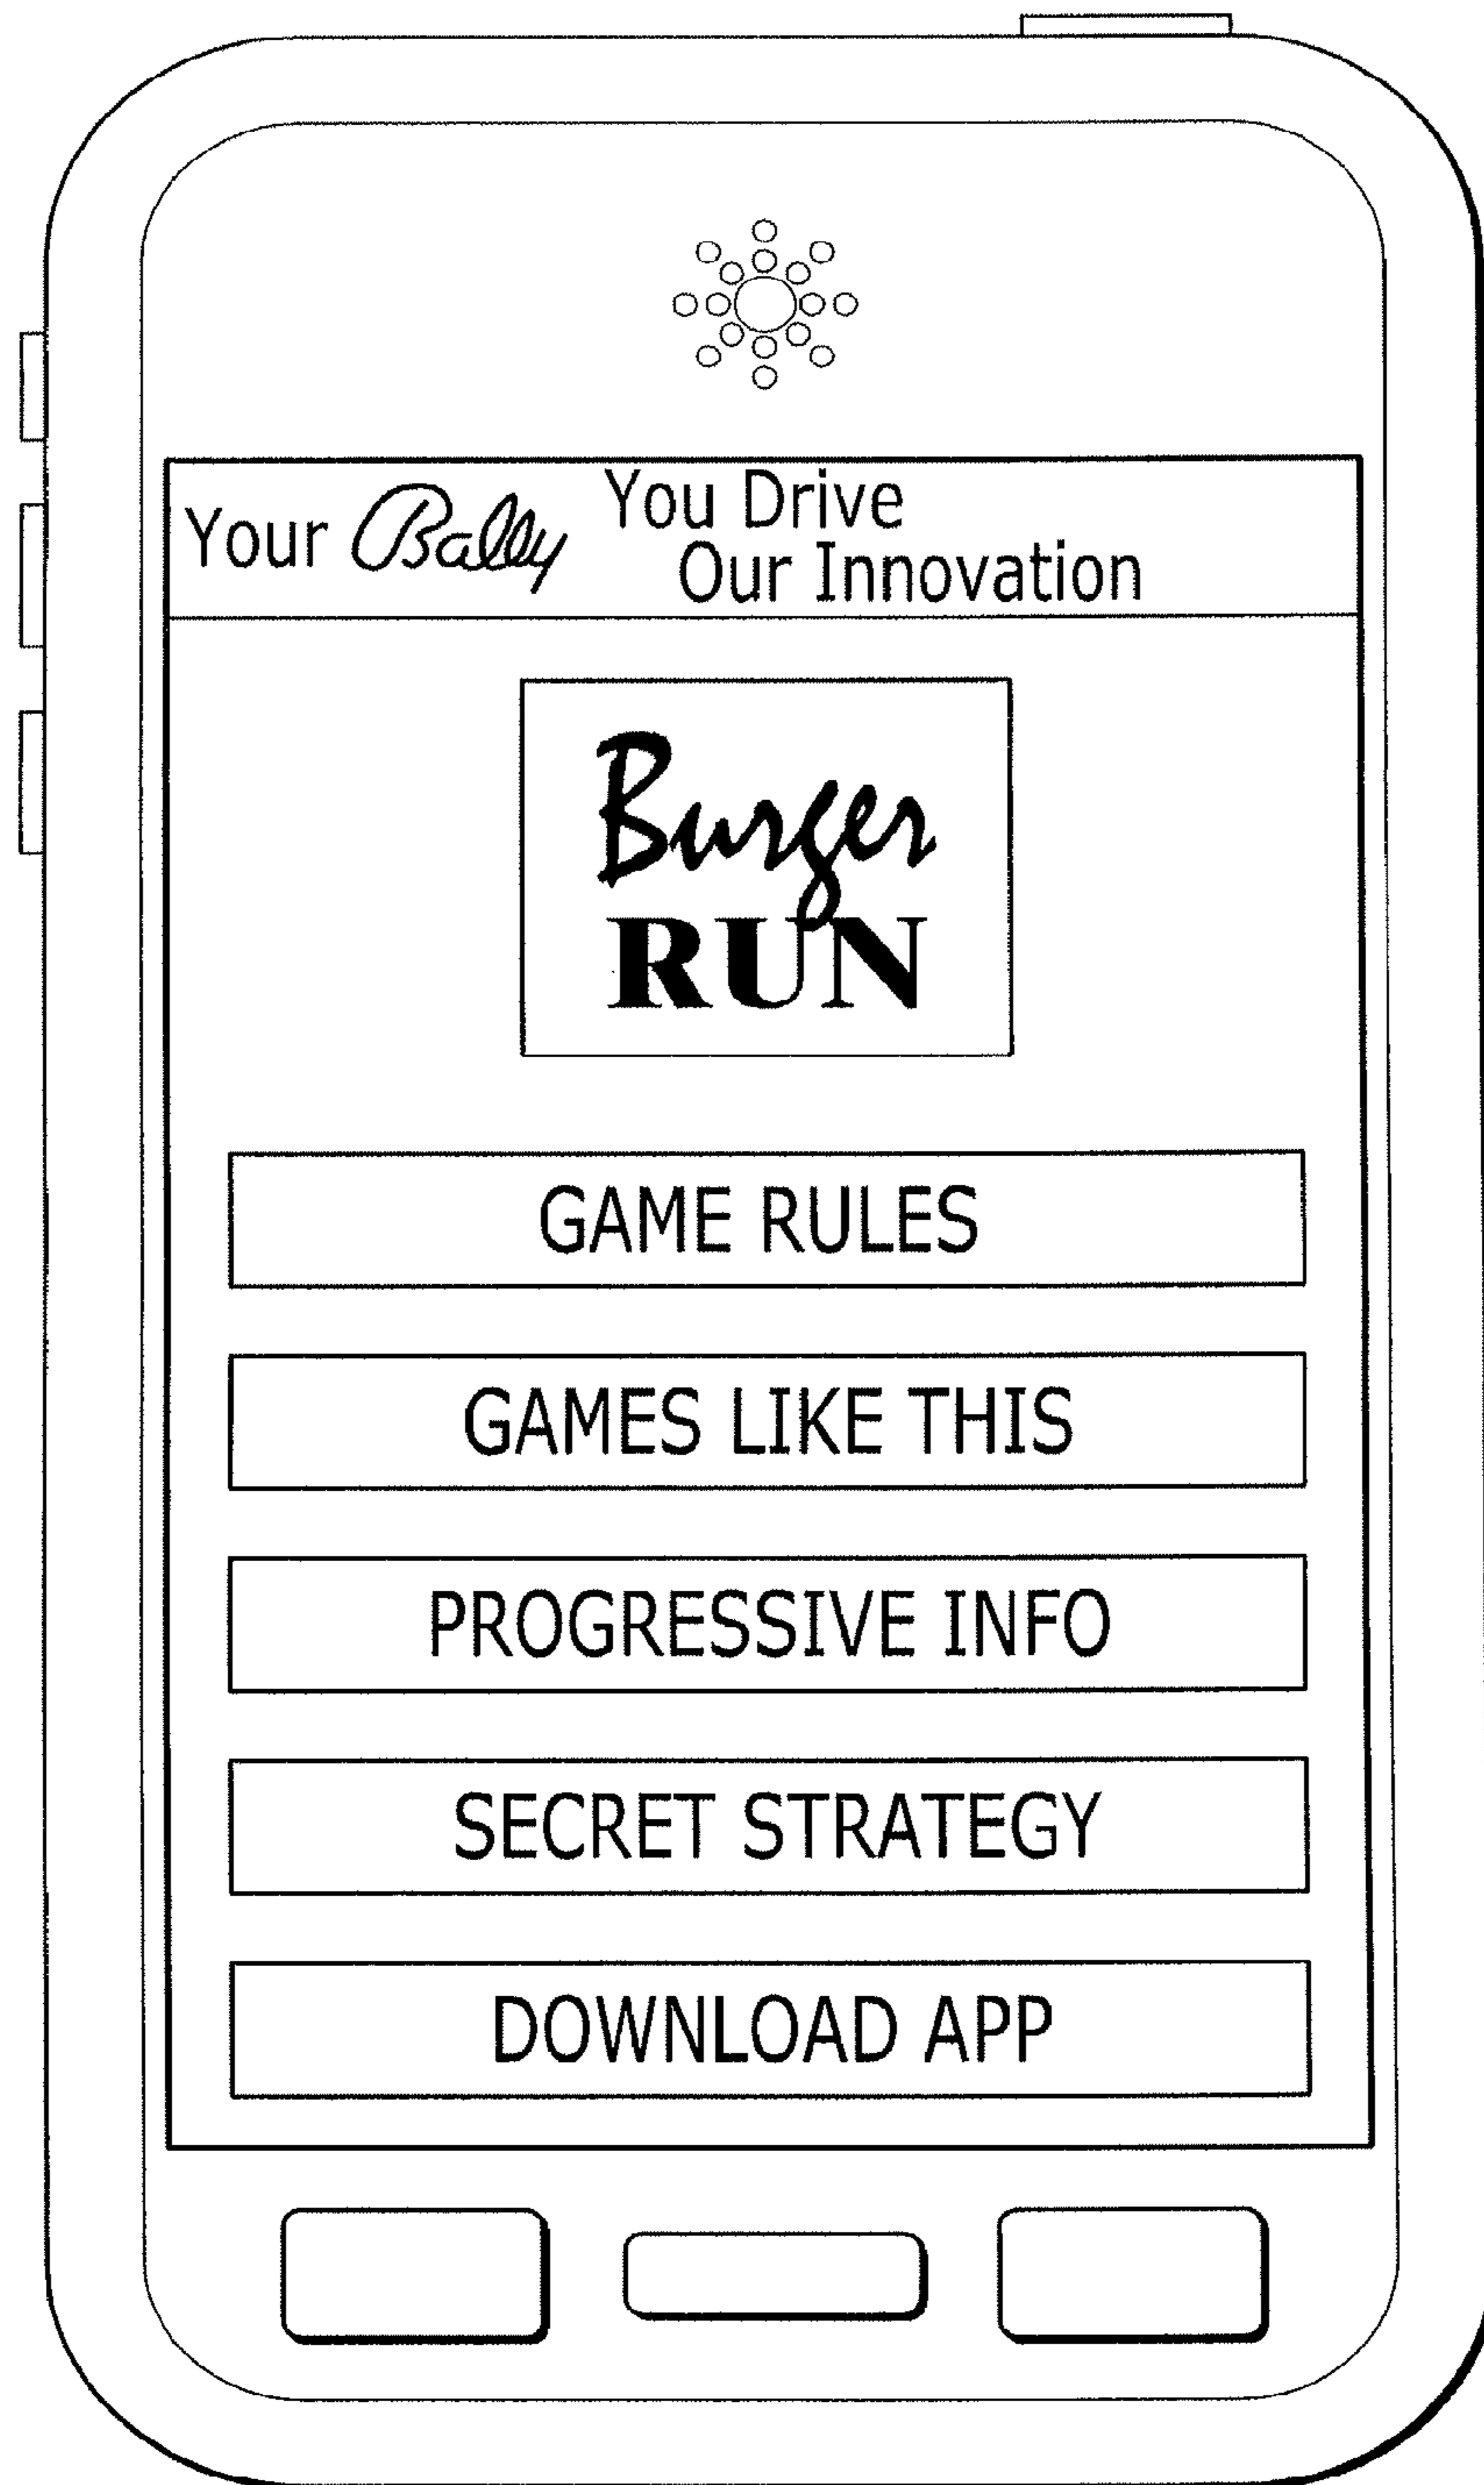 Your Bally You Drive
Our Innovation
Burger
RUN
GAME RULES
GAMES LIKE THIS
PROGRESSIVE INFO
SECRET STRATEGY
DOWNLOAD APP